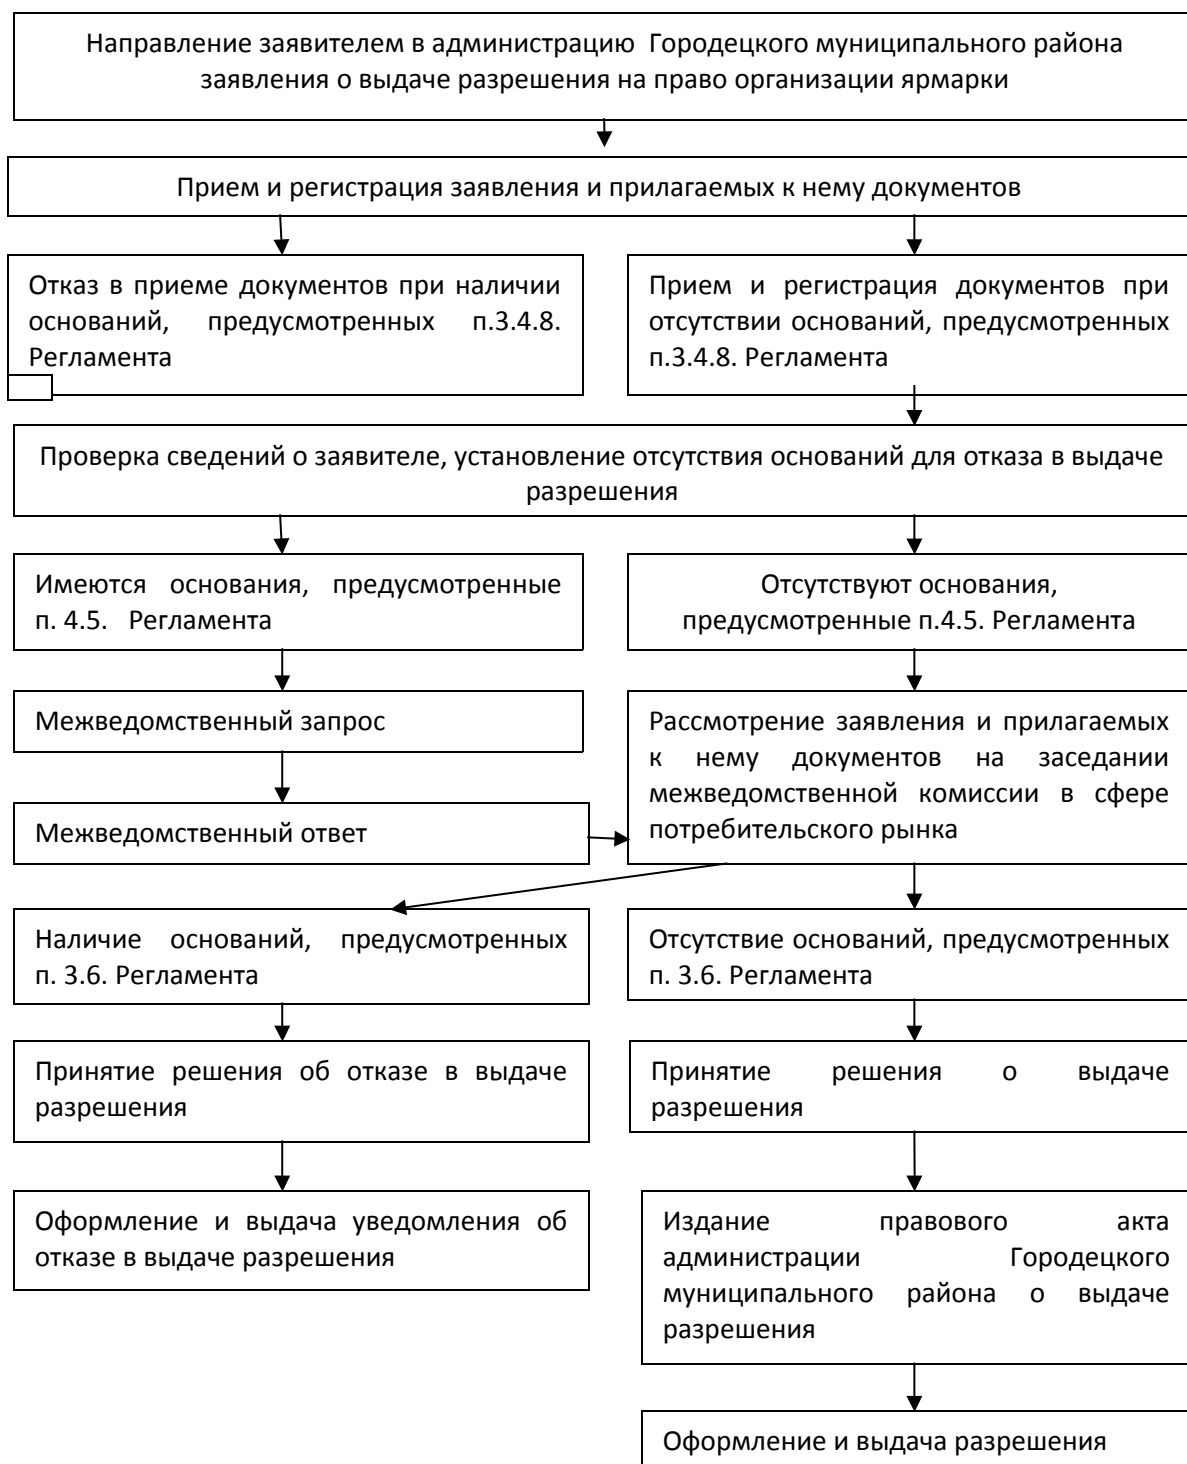 Направление заявителем в администрацию Городецкого муниципального района
заявления о выдаче разрешения на право организации ярмарки
Прием и регистрация заявления и прилагаемых к нему документов
Отказ в приеме документов при наличии
оснований, предусмотренных п.3.4.8.
Регламента
Прием и регистрация документов при
отсутствии оснований, предусмотренных
п.3.4.8. Регламента
Проверка сведений о заявителе, установление отсутствия оснований для отказа в выдаче
разрешения
Имеются основания, предусмотренные
п. 4.5. Регламента
Отсутствуют основания,
предусмотренные п.4.5. Регламента
Межведомственный запрос
Рассмотрение заявления и прилагаемых
к нему документов на заседании
межведомственной комиссии в сфере
потребительского рынка
Межведомственный ответ
Наличие оснований, предусмотренных
п. 3.6. Регламента
Отсутствие оснований, предусмотренных
п. 3.6. Регламента
Принятие решения об отказе в выдаче
разрешения
Принятие решения о выдаче
разрешения
Оформление и выдача уведомления об
отказе в выдаче разрешения
Издание правового акта
администрации Городецкого
муниципального района о выдаче
разрешения
Оформление и выдача разрешения